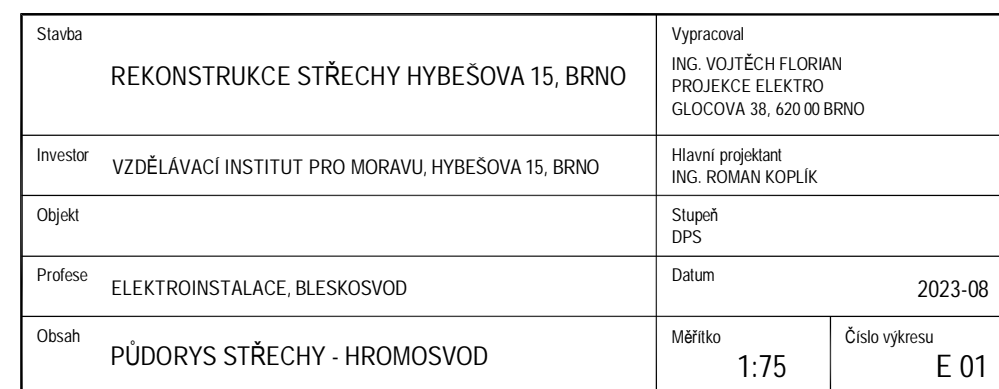 Stavba
REKONSTRUKCE STŘECHY HYBEŠOVA 15, BRNO
Vypracoval
ING. VOJTĚCH FLORIAN
PROJEKCE ELEKTRO
GLOCOVA 38, 620 00 BRNO
Investor
VZDĚLÁVACÍ INSTITUT PRO MORAVU, HYBEŠOVA 15, BRNO
Hlavní projektant
ING. ROMAN KOPLÍK
Objekt
Stupeň
DPS
Profese
ELEKTROINSTALACE, BLESKOSVOD
Datum
2023-08
Obsah
PŮDORYS STŘECHY - HROMOSVOD
Měřítko
1:75
Číslo výkresu
E 01